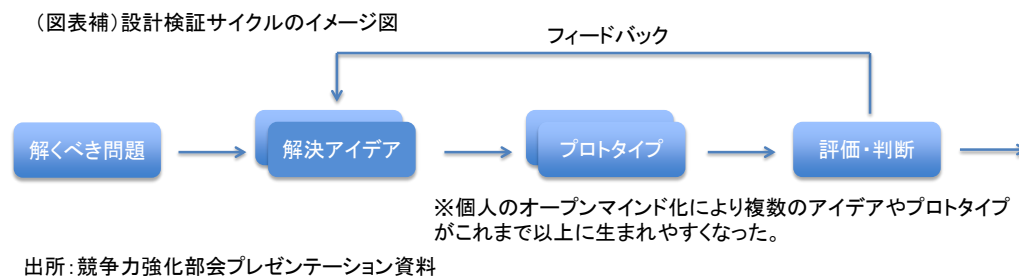 （図表補）設計検証サイクルのイメージ図
フィードバック
解くべき問題
解決アイデア
プロトタイプ
評価・判断
※個人のオープンマインド化により複数のアイデアやプロトタイプ
がこれまで以上に生まれやすくなった。
出所：競争力強化部会プレゼンテーション資料